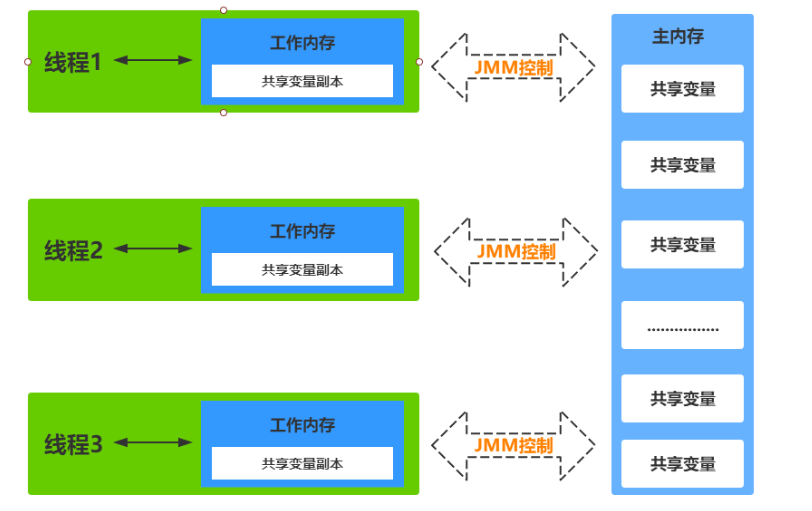 线程1
工作内存
共享变量副本
JMM控制
线程2
工作内存
共享变量副本
JMM控制
线程3
工作内存
共享变量副本
JMM控制
主内存
共享变量
共享变量
共享变量
................
共享变量
共享变量